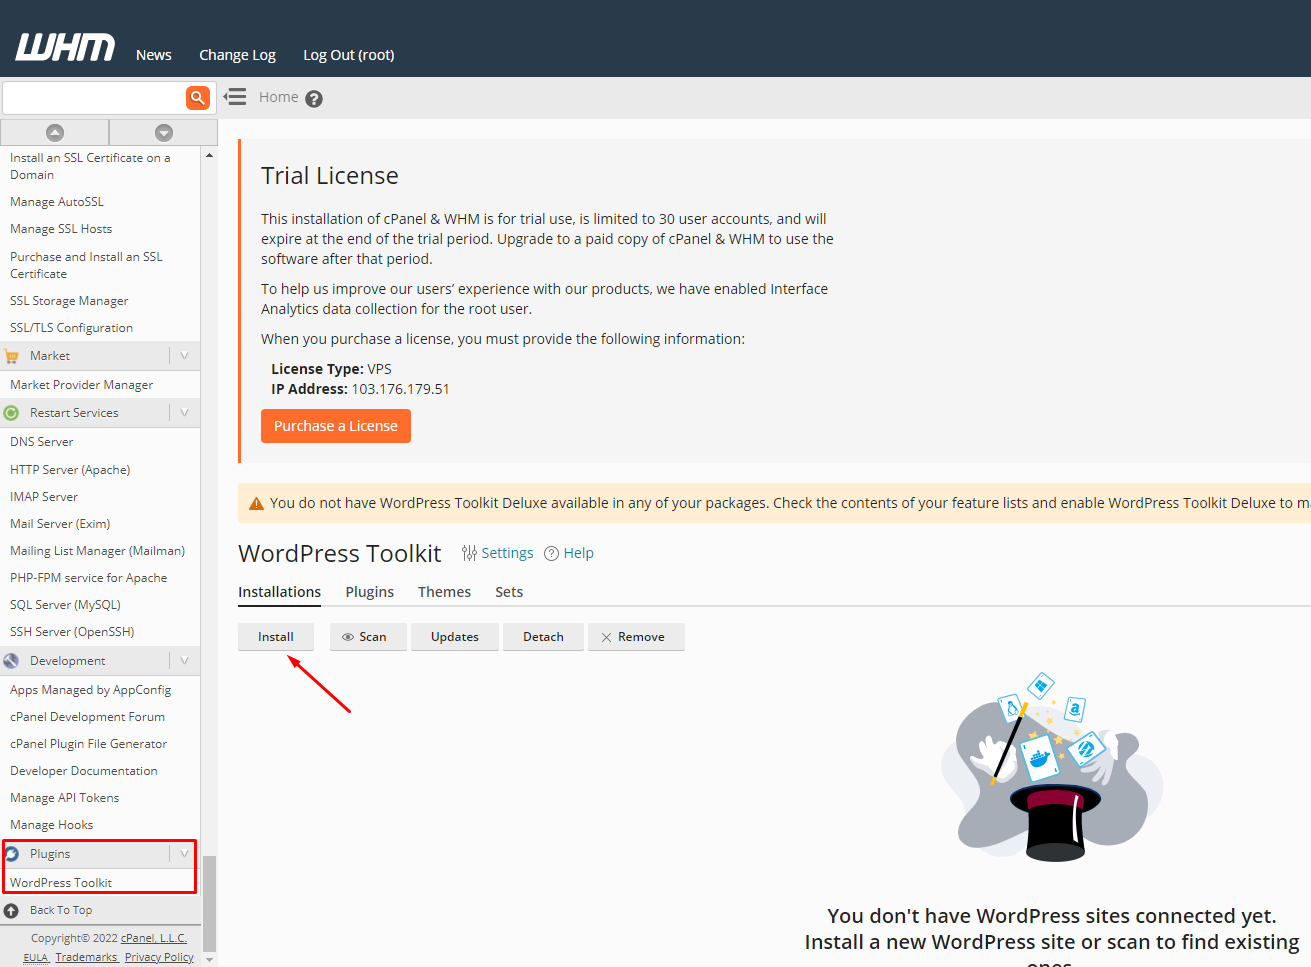 WHM
News
Change Log
Log Out (root)
Home
Install an SSL Certificate on a
Domain
Manage AutoSSL
Manage SSL Hosts
Purchase and Install an SSL
Certificate
SSL Storage Manager
SSL/TLS Configuration
Market
Market Provider Manager
Restart Services
DNS Server
HTTP Server (Apache)
IMAP Server
Mail Server (Exim)
Mailing List Manager (Mailman)
PHP-FPM service for Apache
SQL Server (MySQL)
SSH Server (OpenSSH)
Development
Apps Managed by AppConfig
cPanel Development Forum
cPanel Plugin File Generator
Developer Documentation
Manage API Tokens
Manage Hooks
Plugins
WordPress Toolkit
Back To Top
Copyright© 2022 cPanel, L.L.C.
EULA Trademarks Privacy Policy
Trial License
This installation of cPanel & WHM is for trial use, is limited to 30 user accounts, and will
expire at the end of the trial period. Upgrade to a paid copy of cPanel & WHM to use the
software after that period.
To help us improve our users’ experience with our products, we have enabled Interface
Analytics data collection for the root user.
When you purchase a license, you must provide the following information:
License Type: VPS
IP Address: 103.176.179.51
Purchase a License
You do not have WordPress Toolkit Deluxe available in any of your packages. Check the contents of your feature lists and enable WordPress Toolkit Deluxe to
WordPress Toolkit
Settings
Help
Installations
Plugins
Themes
Sets
Install
Scan
Updates
Detach
Remove
You don't have WordPress sites connected yet.
Install a new WordPress site or scan to find existing
ones.